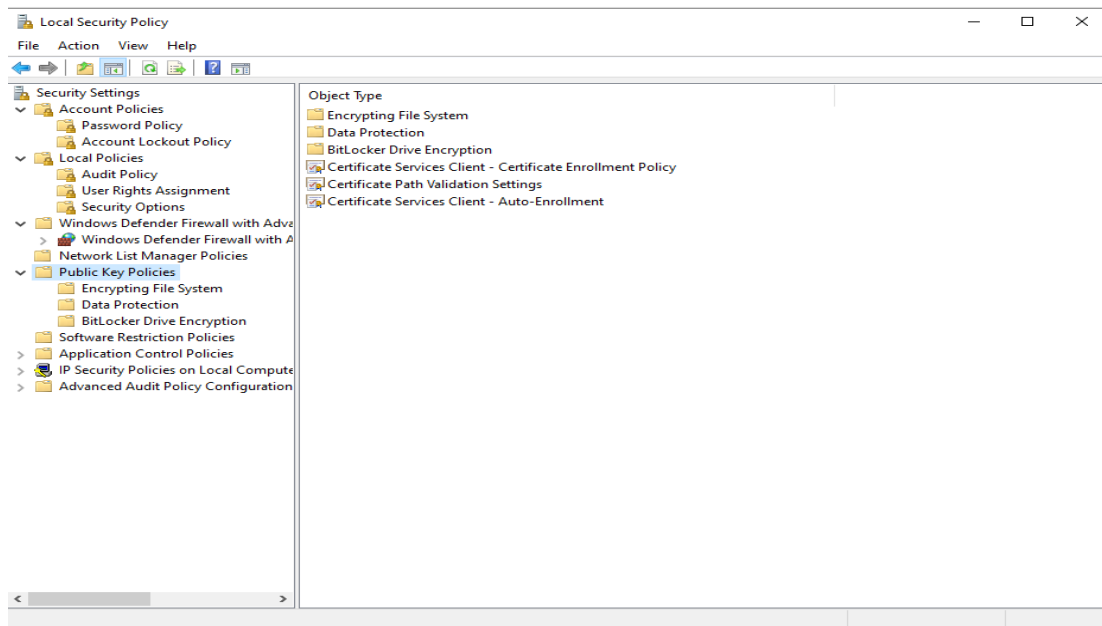 Local Security Policy
File Action View Help
Security Settings
Account Policies
Password Policy
Account Lockout Policy
Local Policies
Audit Policy
User Rights Assignment
Security Options
Windows Defender Firewall with Adva
Windows Defender Firewall with A
Network List Manager Policies
Public Key Policies
Encrypting File System
Data Protection
BitLocker Drive Encryption
Software Restriction Policies
Application Control Policies
IP Security Policies on Local Compute
Advanced Audit Policy Configuration
Object Type
Encrypting File System
Data Protection
BitLocker Drive Encryption
Certificate Services Client - Certificate Enrollment Policy
Certificate Path Validation Settings
Certificate Services Client - Auto-Enrollment